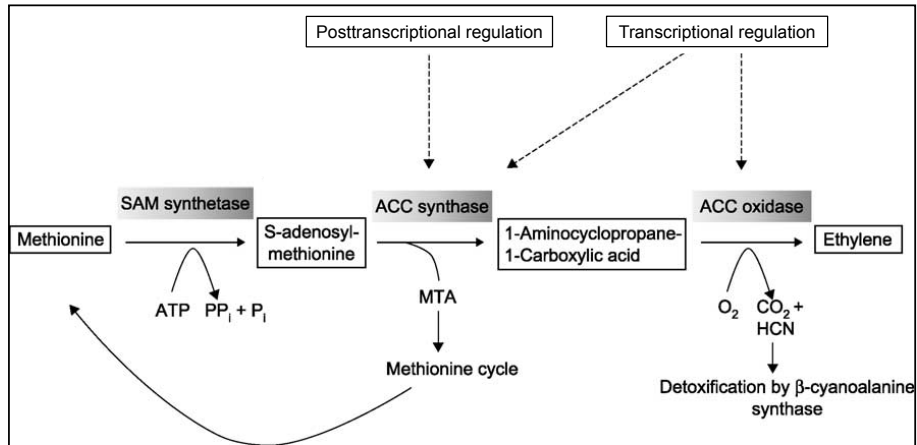 Posttranscriptional regulation
Transcriptional regulation
SAM synthetase
ACC synthase
ACC oxidase
Methionine
S-adenosyl-
methionine
1-Aminocyclopropane-
1-Carboxylic acid
Ethylene
ATP
PPi + Pi
MTA
O2
CO2 +
HCN
Methionine cycle
Detoxification by β-cyanoalanine
synthase